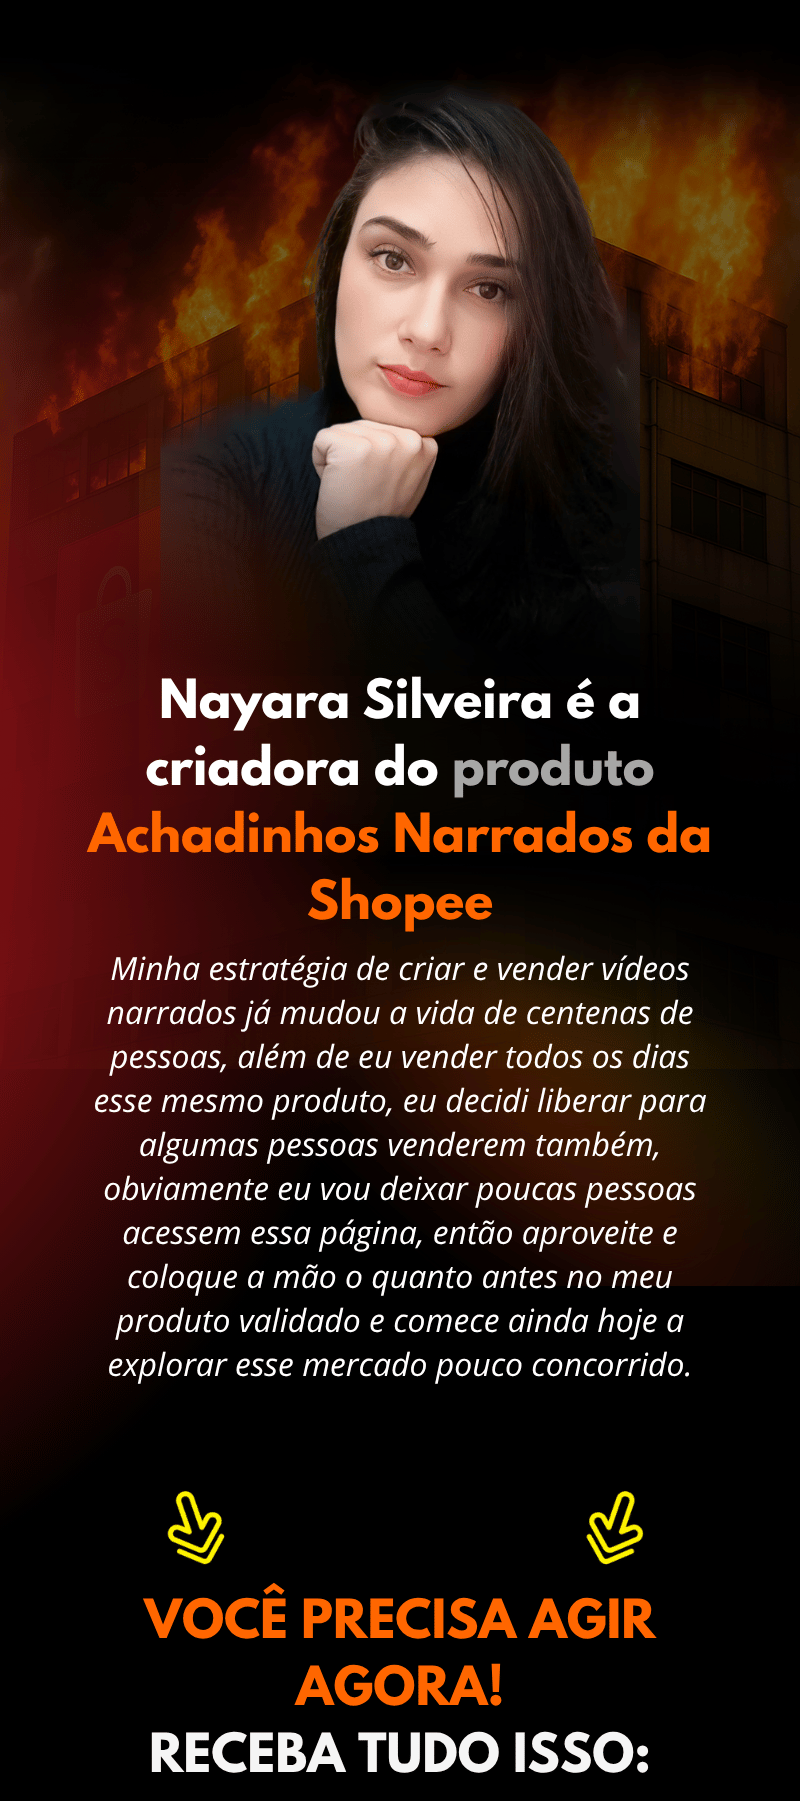 Nayara Silveira é a
criadora do produto
Achadinhos Narrados da
Shopee
Minha estratégia de criar e vender vídeos
narrados já mudou a vida de centenas de
pessoas, além de eu vender todos os dias
esse mesmo produto, eu decidi liberar para
algumas pessoas venderem também,
obviamente eu vou deixar poucas pessoas
acessem essa página, então aproveite e
coloque a mão o quanto antes no meu
produto validado e comece ainda hoje a
explorar esse mercado pouco concorrido.
VOCÊ PRECISA AGIR
AGORA!
RECEBA TUDO ISSO: